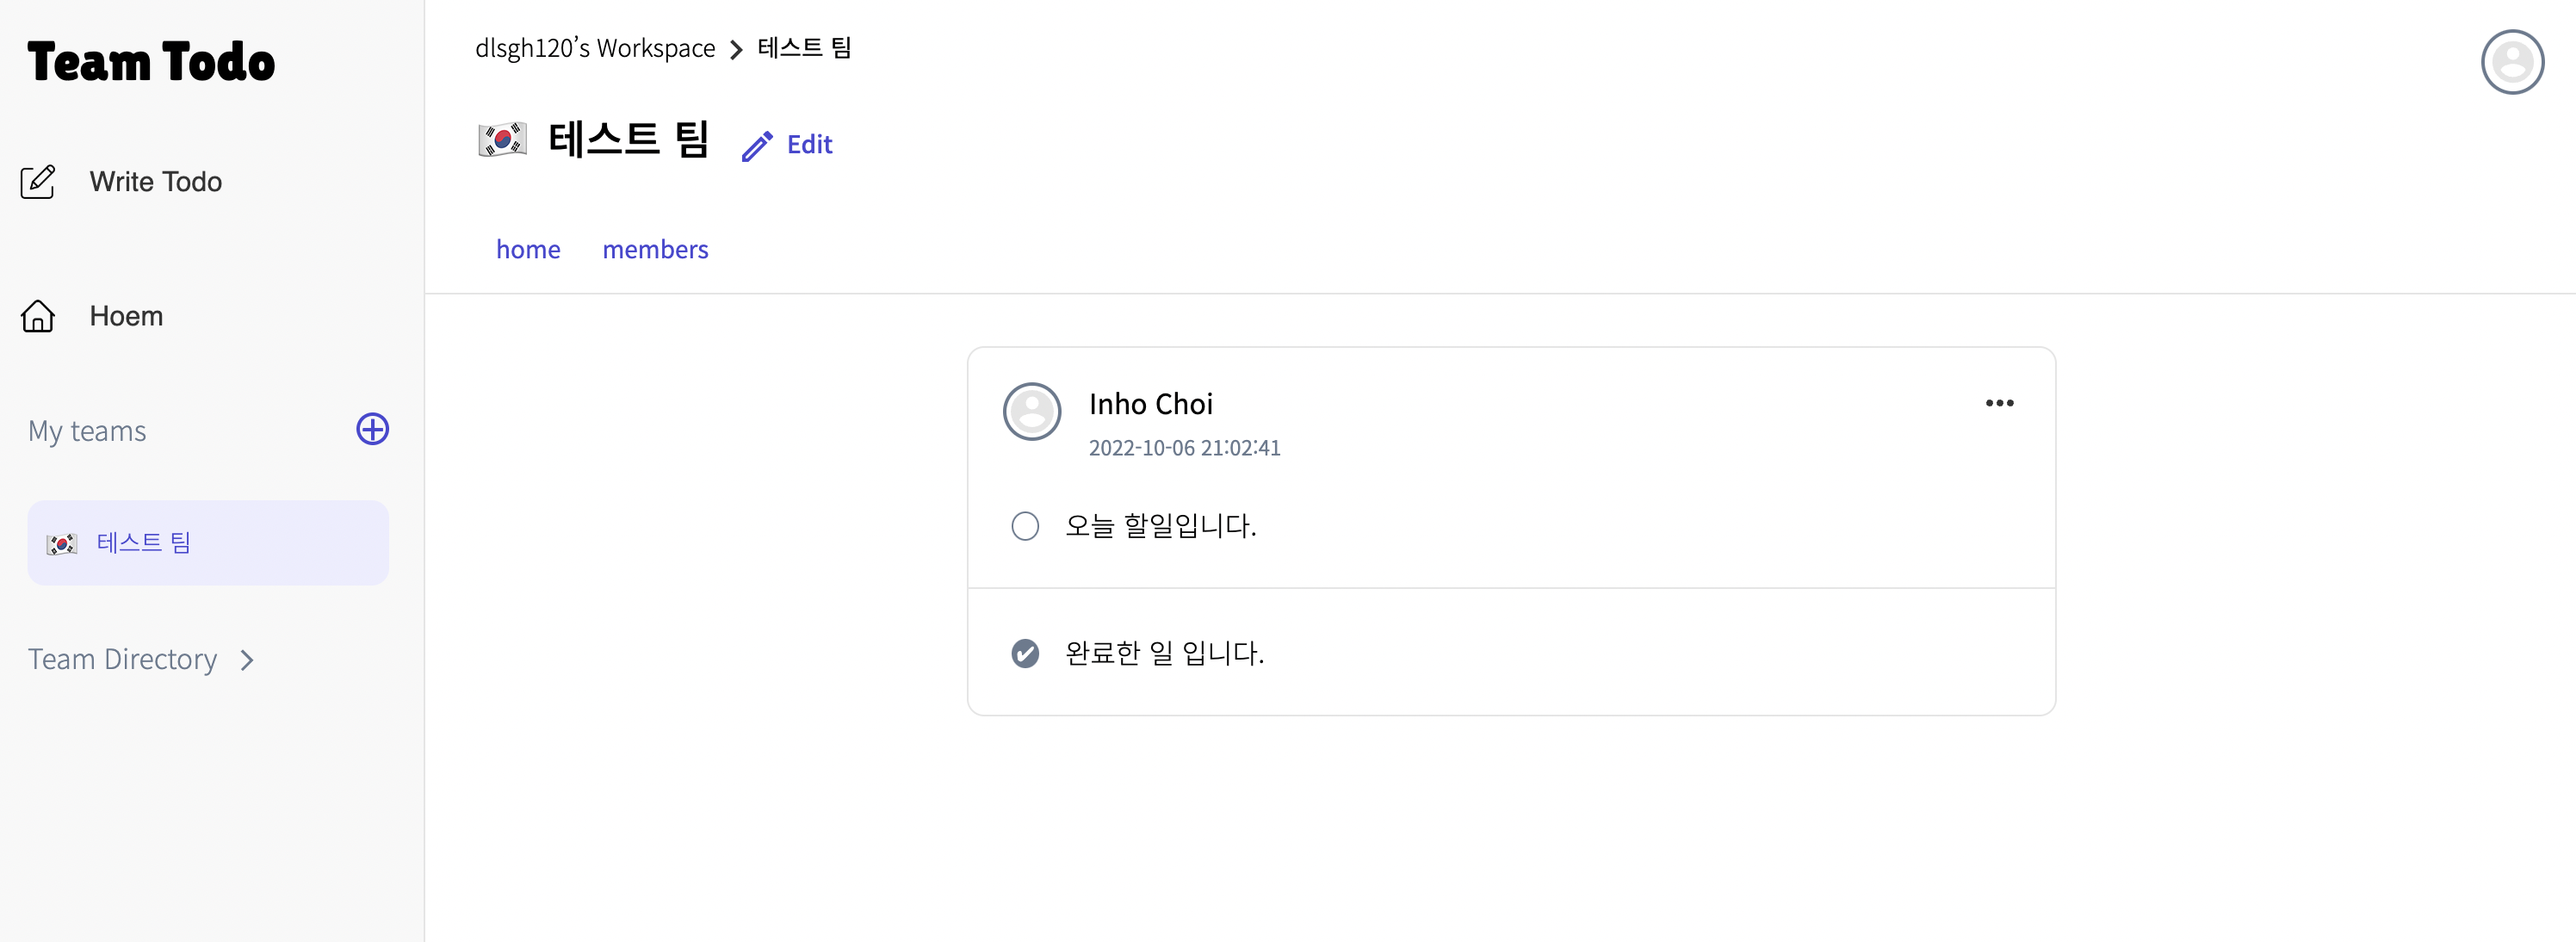 Team Todo
Write Todo
Hoem
My teams
테스트 팀
Team Directory
dlsgh120’s Workspace > 테스트 팀
테스트 팀 Edit
home members
Inho Choi
2022-10-06 21:02:41
오늘 할일입니다.
완료한 일 입니다.